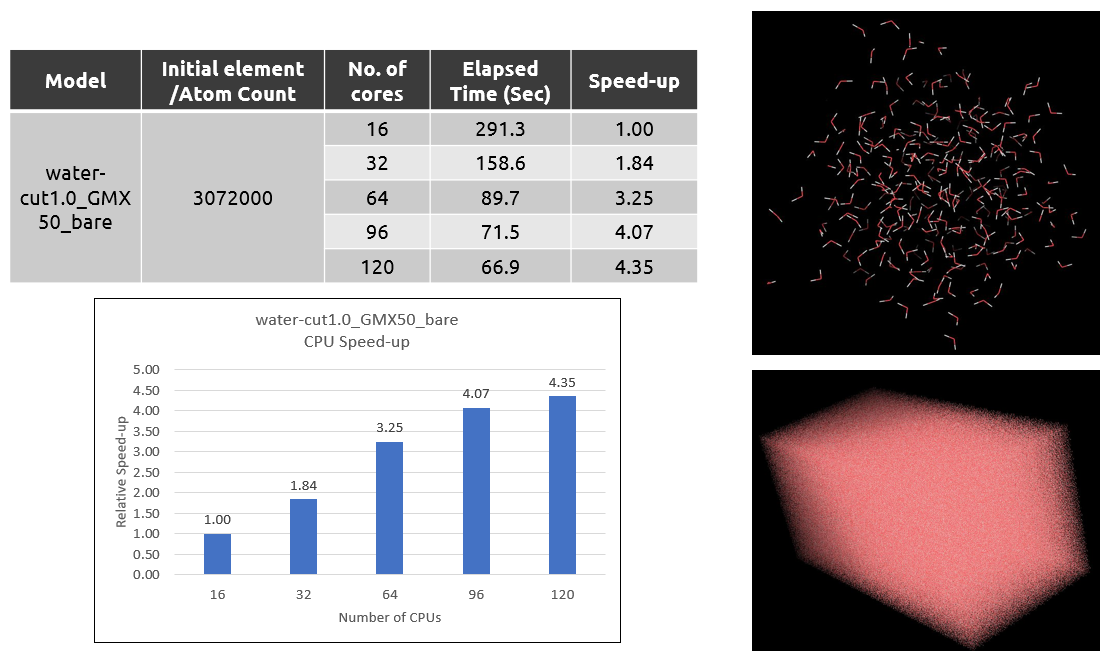 Model
Initial element
/Atom Count
No. of
cores
Elapsed
Time (Sec)
Speed-up
water-
cut1.0_GMX
50_bare
3072000
16 291.3 1.00
32 158.6 1.84
64 89.7 3.25
96 71.5 4.07
120 66.9 4.35
water-cut1.0_GMX50_bare
CPU Speed-up
Relative Speed-up
5.00
4.50
4.00
3.50
3.00
2.50
2.00
1.50
1.00
0.50
0.00
1.00
1.84
3.25
4.07
4.35
16 32 64 96 120
Number of CPUs